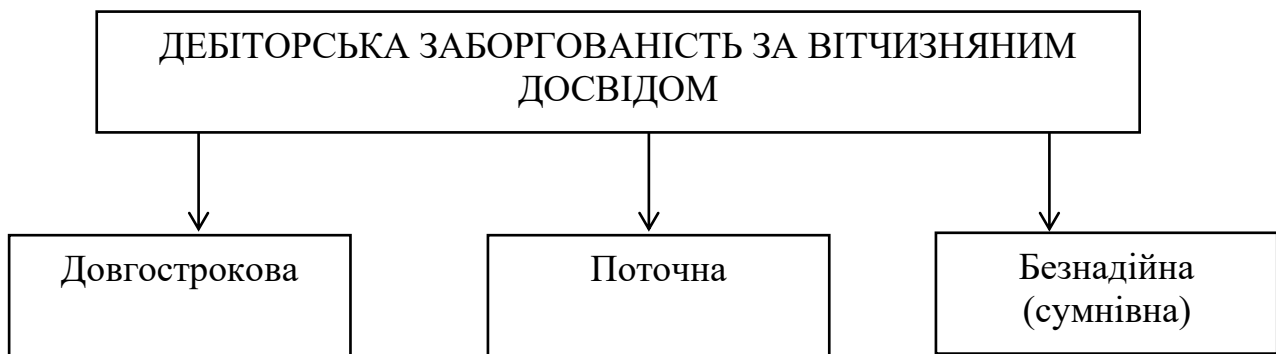 ДЕБІТОРСЬКА ЗАБОРГОВАНІСТЬ ЗА ВІТЧИЗНЯНИМ
ДОСВІДОМ
Довгострокова
Поточна
Безнадійна
(сумнівна)